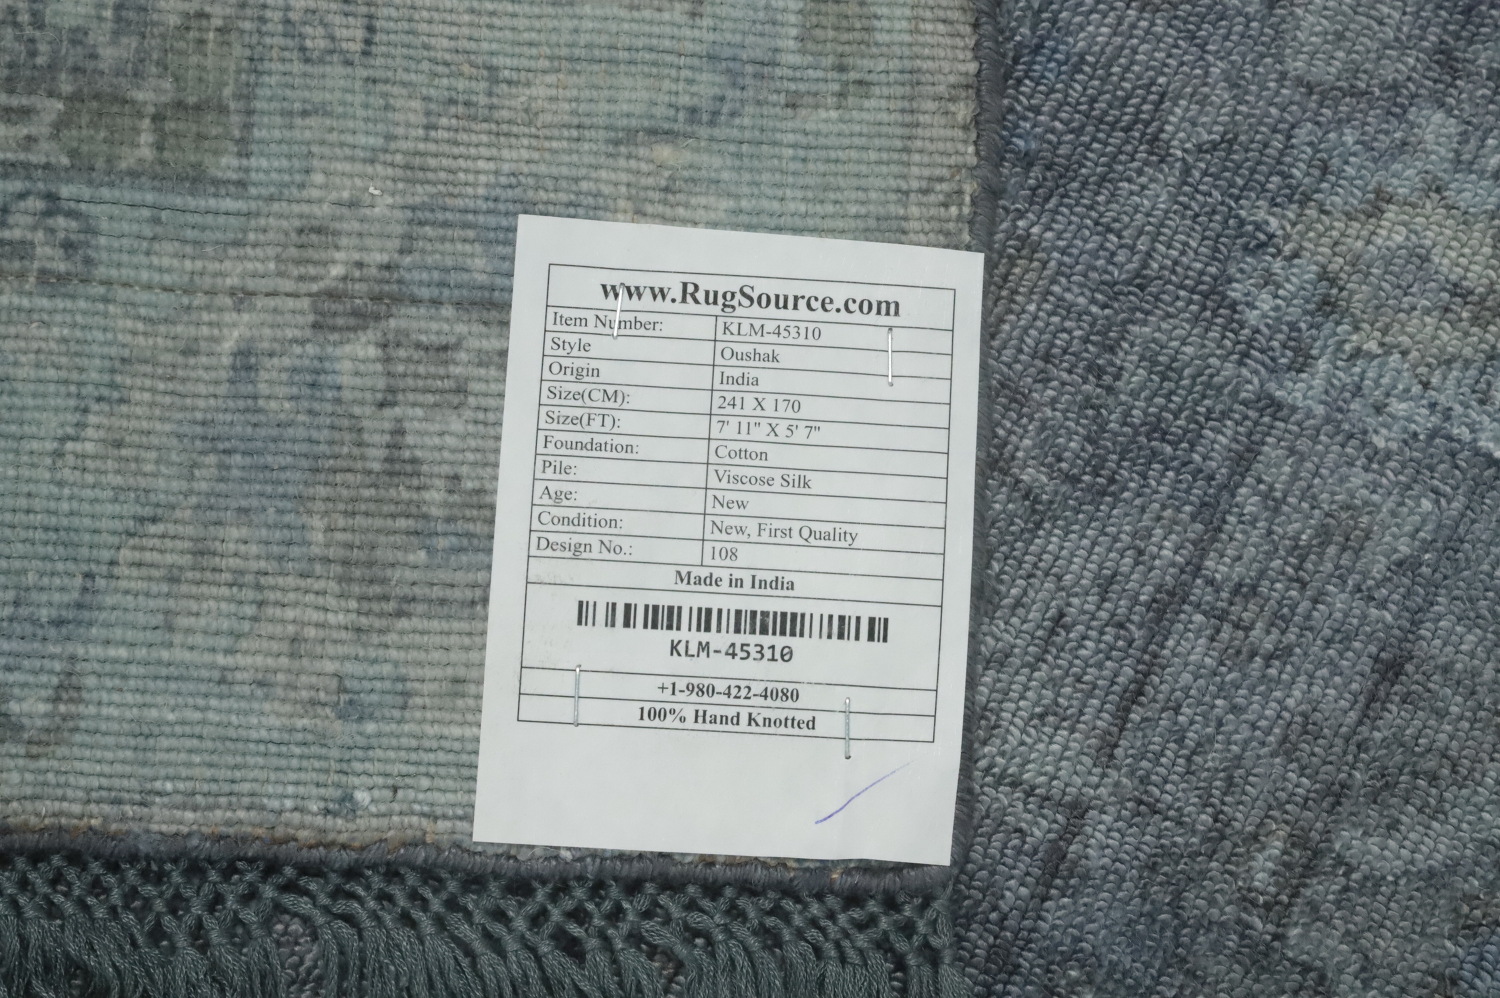 www.RugSource.com
Item Number: KLM-45310
Style Oushak
Origin India
Size(CM): 241 X 170
Size(FT): 7' 11" X 5' 7"
Foundation: Cotton
Pile: Viscose Silk
Age: New
Condition: New, First Quality
Design No.: 108
Made in India
KLM-45310
+1-980-422-4080
100% Hand Knotted